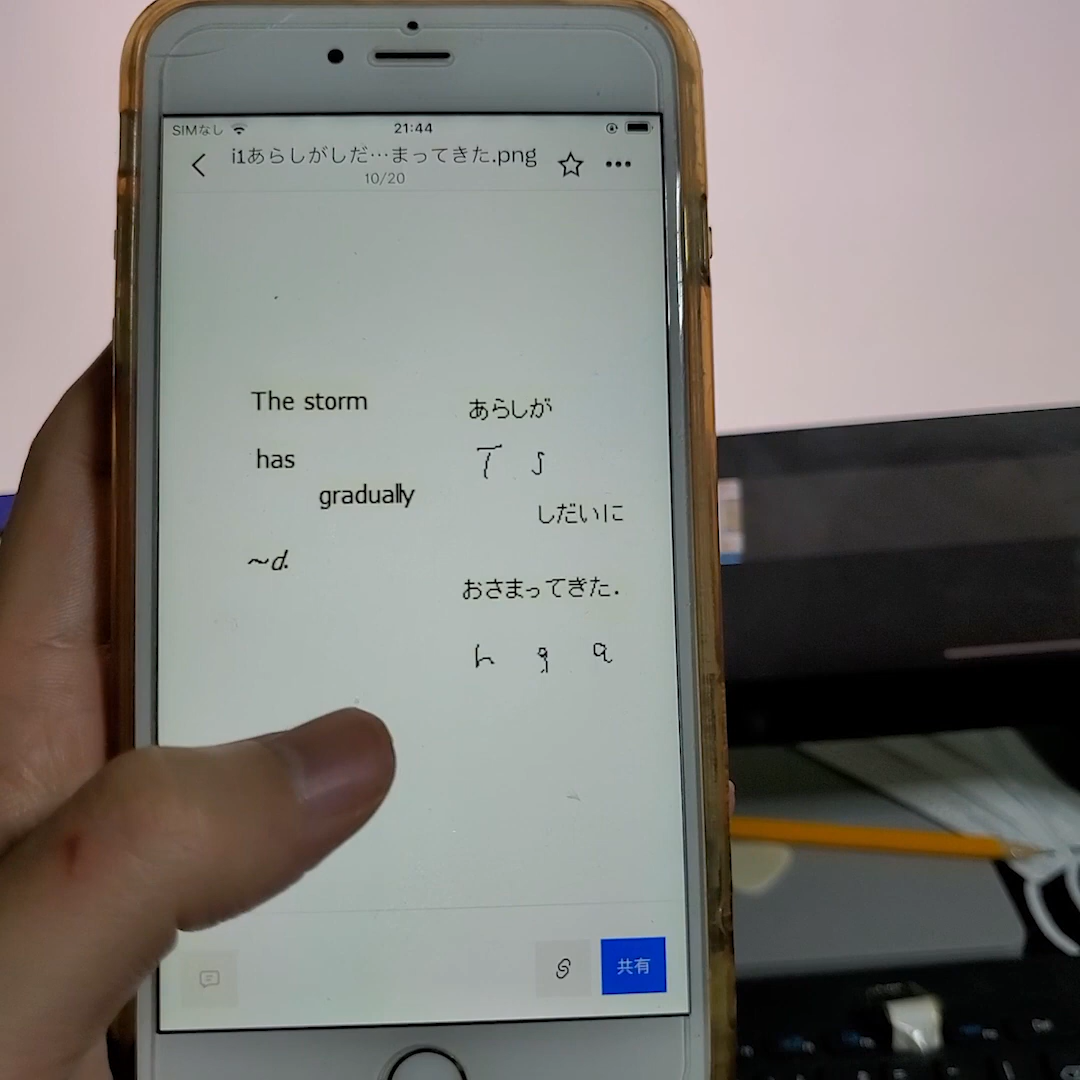 SIMなし 21:44
i1あらしがしだ…まってきた.png
10/20
The storm
あらしが
has
T s
gradually
しだいに
~d.
おさまってきた.
h g a
共有